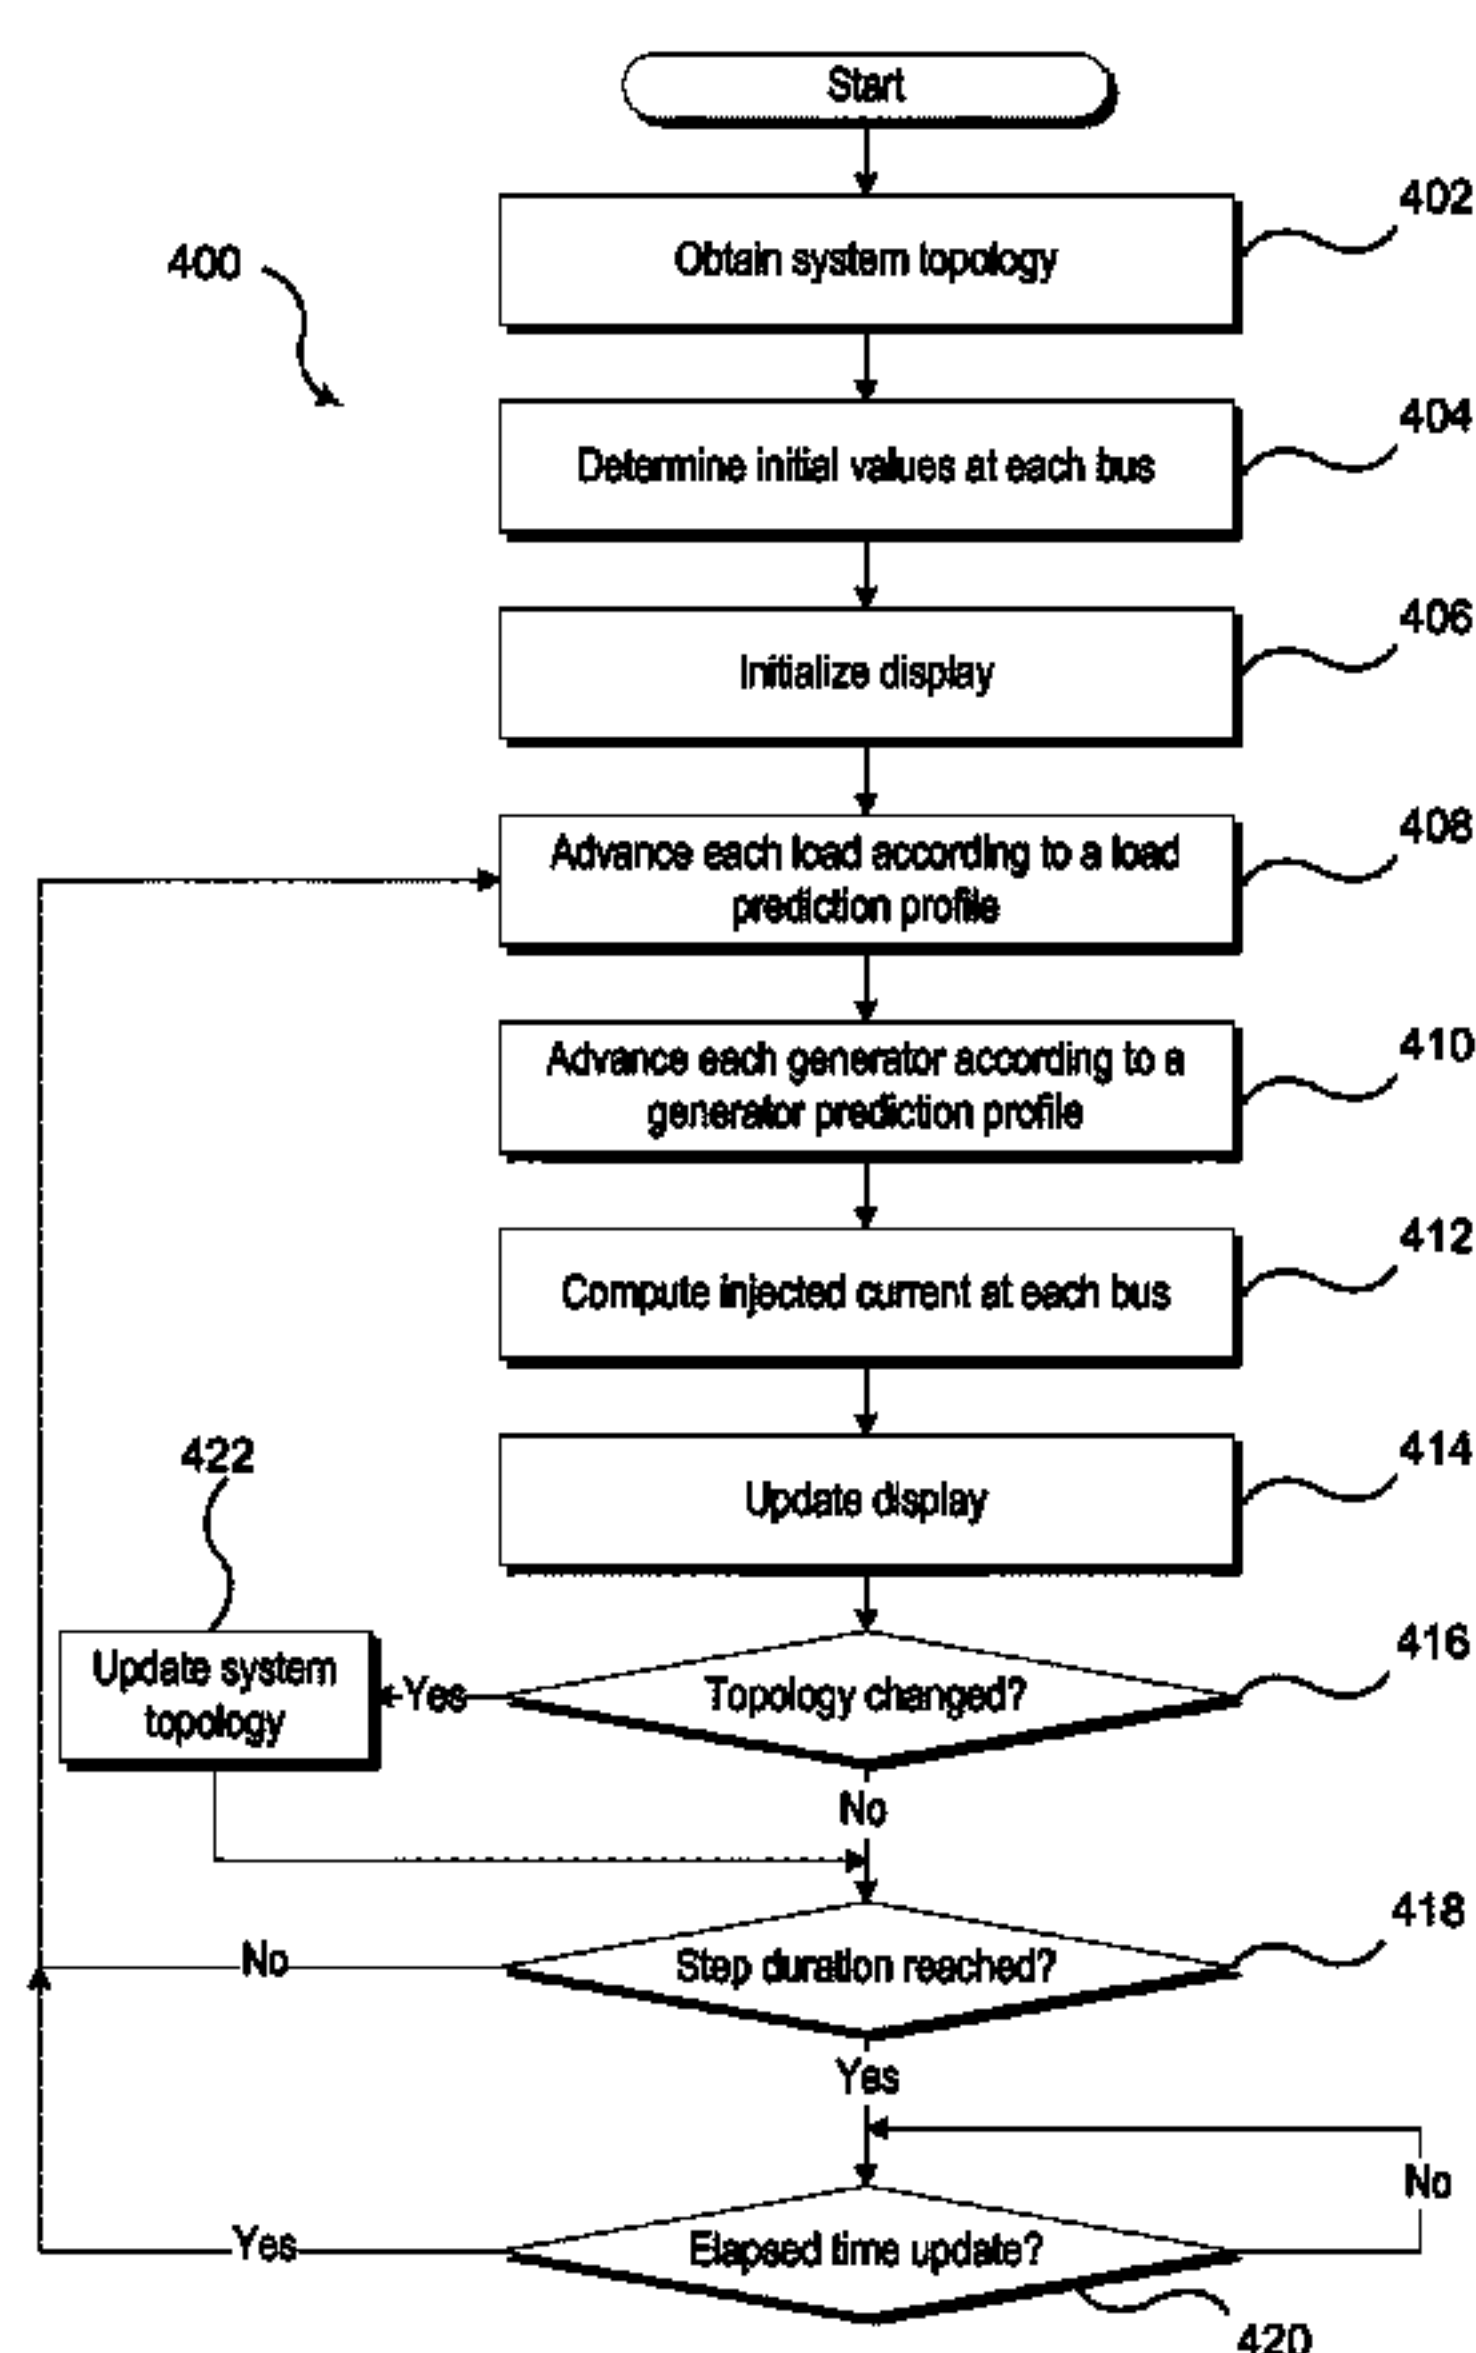 Start
402
400
Obtain system topology
404
Determine initial values at each bus
406
Initialize display
408
Advance each load according to a load
prediction profile
410
Advance each generator according to a
generator prediction profile
412
Compute injected current at each bus
414
Update display
422
416
Update system
topology
Yes
Topology changed?
No
418
No
Step duration reached?
Yes
No
Yes
Elapsed time update?
420